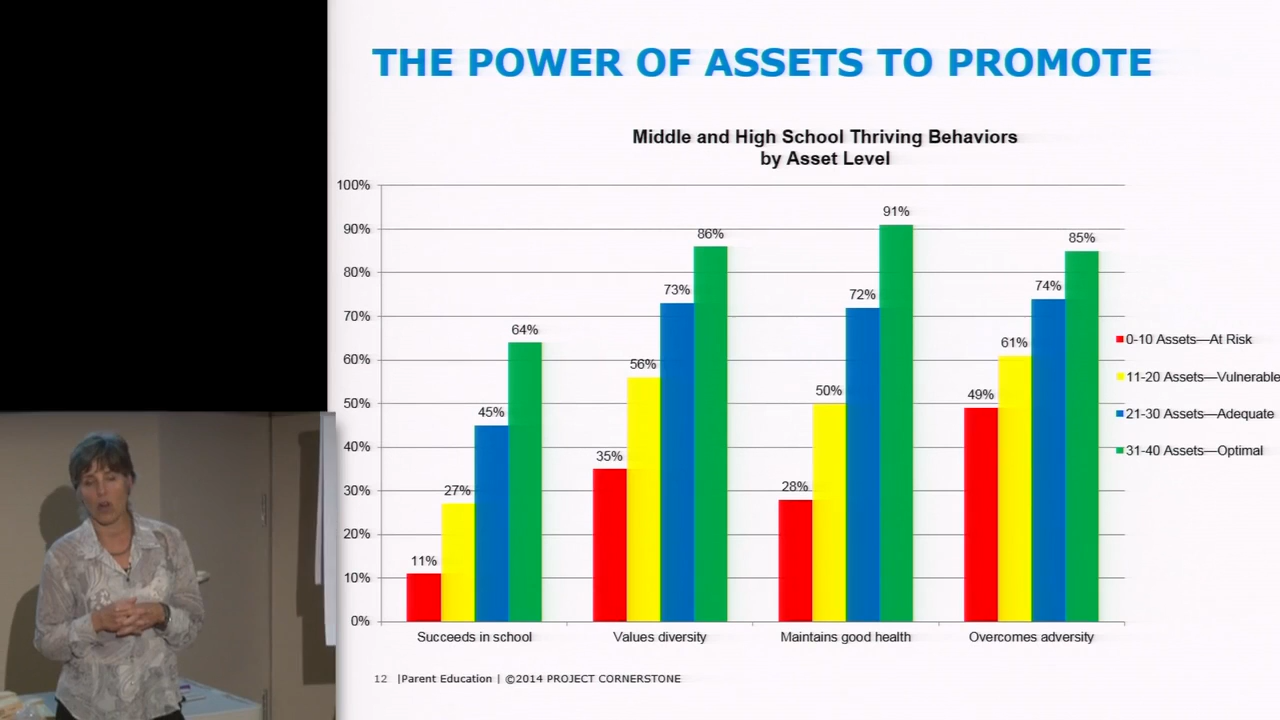 THE POWER OF ASSETS TO PROMOTE
Middle and High School Thriving Behaviors
by Asset Level
100%
90%
80%
70%
60%
50%
40%
30%
20%
10%
0%
11%
27%
45%
64%
35%
56%
73%
86%
28%
50%
72%
91%
49%
61%
74%
85%
Succeeds in school
Values diversity
Maintains good health
Overcomes adversity
0-10 Assets—At Risk
11-20 Assets—Vulnerable
21-30 Assets—Adequate
31-40 Assets—Optimal
12 |Parent Education | ©2014 PROJECT CORNERSTONE